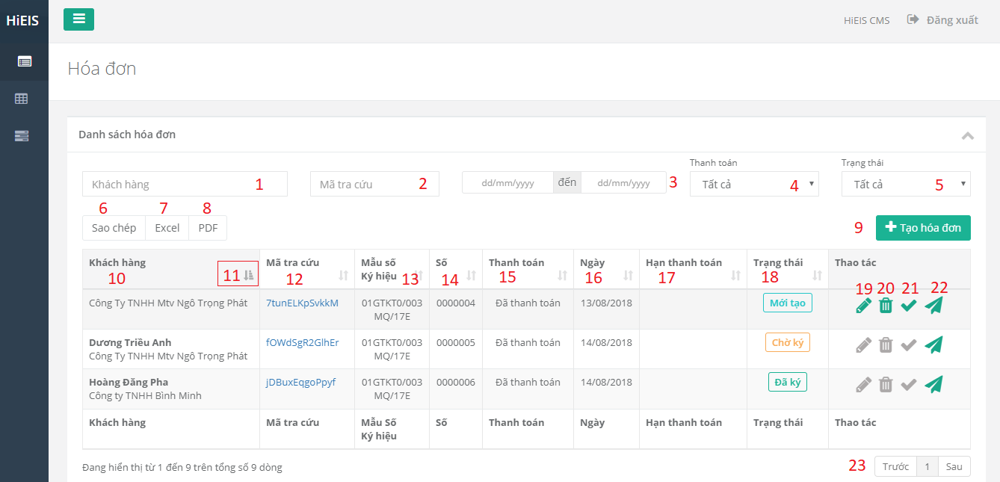 HiEIS
HiEIS CMS Đăng xuất
Hóa đơn
Danh sách hóa đơn
Thanh toán Trạng thái
Khách hàng 1 Mã tra cứu 2 dd/mm/yyyy đến dd/mm/yyyy 3 Tất cả 4 Tất cả 5
6 7 8
Sao chép Excel PDF 9 Tạo hóa đơn
Khách hàng Mã tra cứu Mẫu số Số Thanh toán Ngày Hạn thanh toán Trạng thái Thao tác
10 11 12 Ký hiệu 13 14 15 16 17 18
19 20 21 22
Công Ty TNHH Mtv Ngô Trọng Phát 7tunELKpSvkkM 01GTKT0/003 0000004 Đã thanh toán 13/08/2018 Mới tạo
MQ/17E
Dương Triều Anh fOWdSgR2GlhEr 01GTKT0/003 0000005 Đã thanh toán 14/08/2018 Chờ ký
Công Ty TNHH Mtv Ngô Trọng Phát MQ/17E
Hoàng Đăng Pha jDBuxEqgoPpyf 01GTKT0/003 0000006 Đã thanh toán 14/08/2018 Đã ký
Công ty TNHH Bình Minh MQ/17E
Khách hàng Mã tra cứu Mẫu Số Số Thanh toán Ngày Hạn thanh toán Trạng thái Thao tác
Ký hiệu
Đang hiển thị từ 1 đến 9 trên tổng số 9 dòng 23 Trước 1 Sau